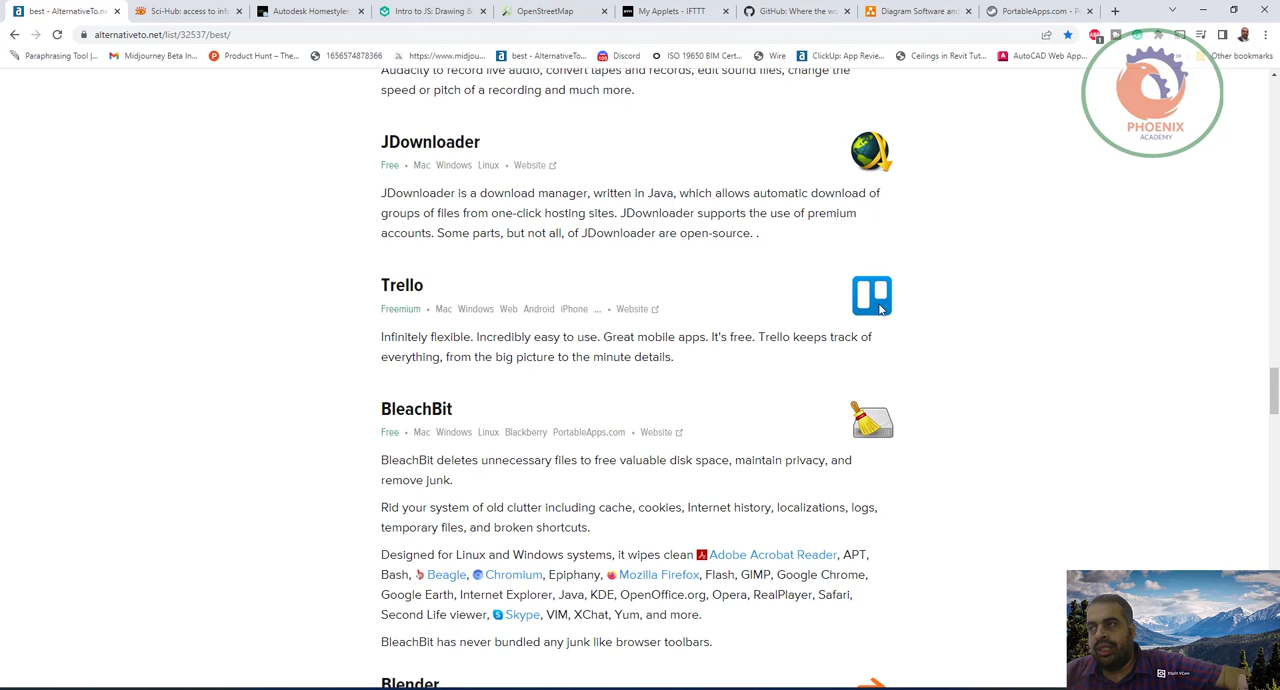 best - AlternativeTo.ne
Sci-Hub: access to info
Autodesk Homestyler
Intro to JS: Drawing &
OpenStreetMap
My Applets - IFTTT
GitHub: Where the wo
Diagram Software and
PortableApps.com - P
alternativeto.net/list/32537/best/
Paraphrasing Tool |...
Midjourney Beta In...
Product Hunt – The...
1656574878366
https://www.midjou...
best - AlternativeTo...
Discord
ISO 19650 BIM Cert...
Wire
ClickUp: App Revie...
Ceilings in Revit Tut...
AutoCAD Web App...
Other bookmarks
PHOENIX
ACADEMY
Audacity to record live audio, convert tapes and records, edit sound files, change the
speed or pitch of a recording and much more.
JDownloader
Free • Mac Windows Linux • Website
JDownloader is a download manager, written in Java, which allows automatic download of
groups of files from one-click hosting sites. JDownloader supports the use of premium
accounts. Some parts, but not all, of JDownloader are open-source. .
Trello
Freemium • Mac Windows Web Android iPhone ... • Website
Infinitely flexible. Incredibly easy to use. Great mobile apps. It's free. Trello keeps track of
everything, from the big picture to the minute details.
BleachBit
Free • Mac Windows Linux Blackberry PortableApps.com • Website
BleachBit deletes unnecessary files to free valuable disk space, maintain privacy, and
remove junk.
Rid your system of old clutter including cache, cookies, Internet history, localizations, logs,
temporary files, and broken shortcuts.
Designed for Linux and Windows systems, it wipes clean Adobe Acrobat Reader, APT,
Bash, Beagle, Chromium, Epiphany, Mozilla Firefox, Flash, GIMP, Google Chrome,
Google Earth, Internet Explorer, Java, KDE, OpenOffice.org, Opera, RealPlayer, Safari,
Second Life viewer, Skype, VIM, XChat, Yum, and more.
BleachBit has never bundled any junk like browser toolbars.
Blender
XSplit VCam